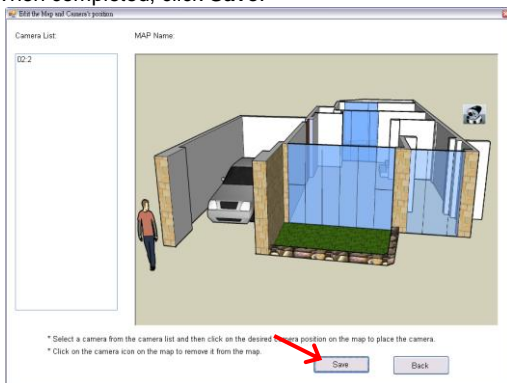 When completed, click Save.
Edit the Map and Camera's position
Camera List:
MAP Name:
02:2
* Select a camera from the camera list and then click on the desired camera position on the map to place the camera.
* Click on the camera icon on the map to remove it from the map.
Save
Back